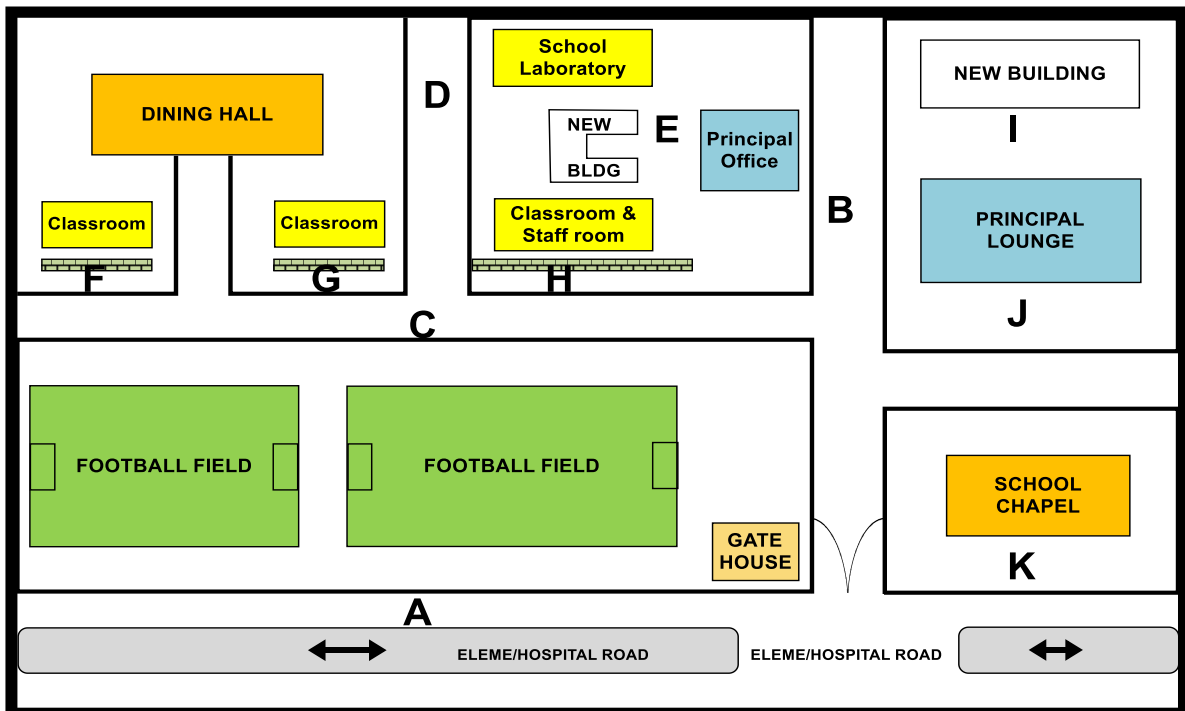 School
Laboratory
NEW BUILDING
D
DINING HALL
I
E
NEW
BLDG
Principal
Office
B
Classroom
Classroom
Classroom &
Staff room
PRINCIPAL
LOUNGE
F
G
H
J
C
FOOTBALL FIELD
FOOTBALL FIELD
SCHOOL
CHAPEL
GATE
HOUSE
K
A
ELEME/HOSPITAL ROAD
ELEME/HOSPITAL ROAD